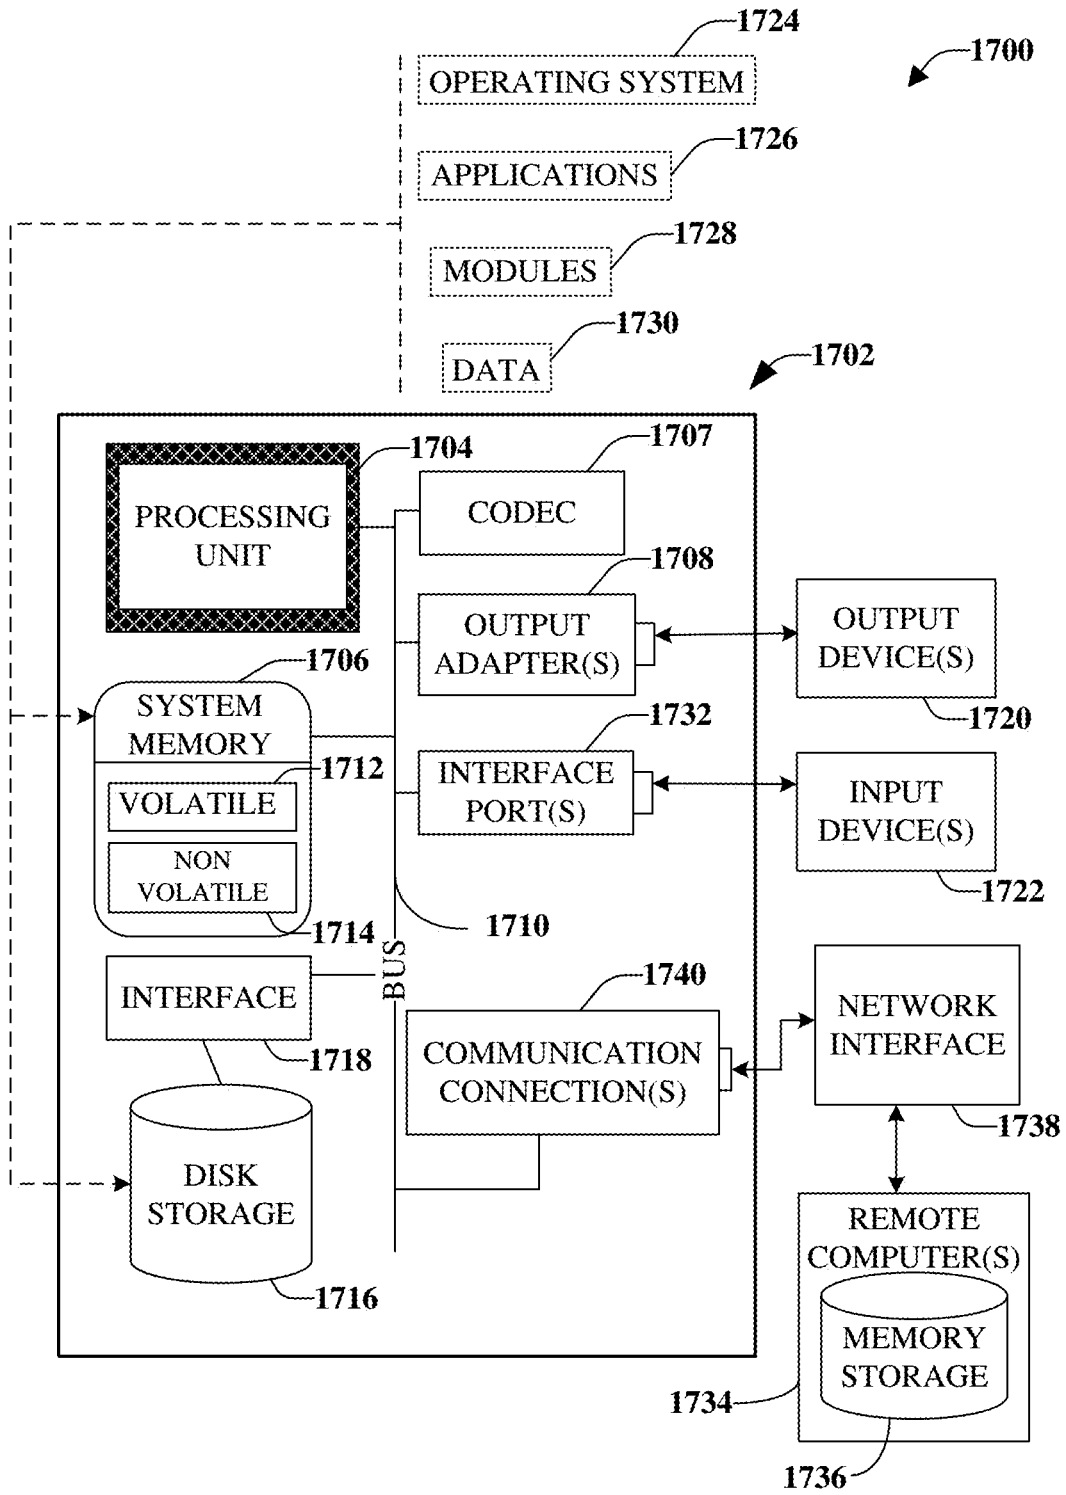 1724
1700
OPERATING SYSTEM
1726
APPLICATIONS
1728
MODULES
1730
DATA
1702
1704
PROCESSING
UNIT
1707
CODEC
1708
OUTPUT
ADAPTER(S)
OUTPUT
DEVICE(S)
1720
1706
SYSTEM
MEMORY
1712
VOLATILE
NON
VOLATILE
1714
1732
INTERFACE
PORT(S)
INPUT
DEVICE(S)
1722
1710
BUS
INTERFACE
1718
1740
COMMUNICATION
CONNECTION(S)
NETWORK
INTERFACE
1738
DISK
STORAGE
1716
REMOTE
COMPUTER(S)
MEMORY
STORAGE
1734
1736